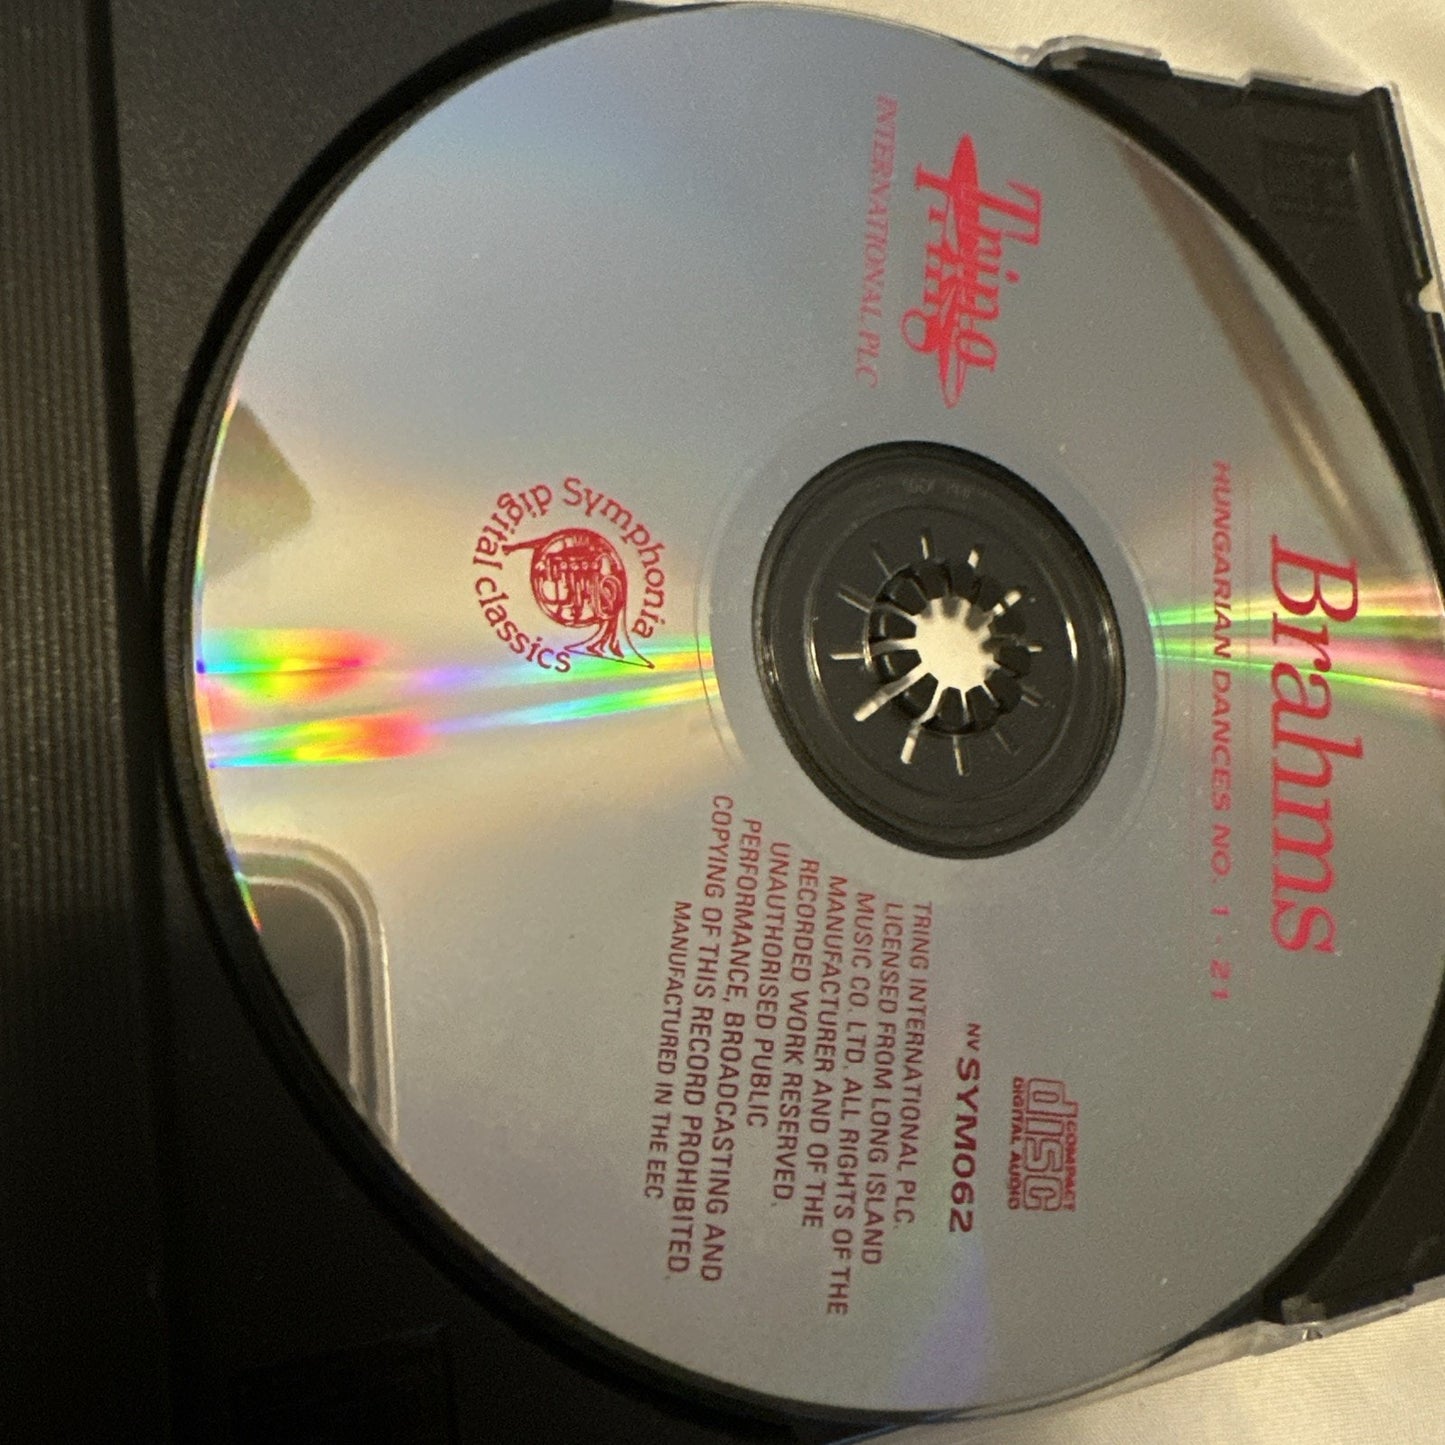 Brahms
HUNGARIAN DANCES NO. 1 - 21
Tring
INTERNATIONAL PLC
COMPACT
disc
DIGITAL AUDIO
NV SYM062
TRING INTERNATIONAL PLC.
LICENSED FROM LONG ISLAND
MUSIC CO. LTD. ALL RIGHTS OF THE
MANUFACTURER AND OF THE
RECORDED WORK RESERVED.
UNAUTHORISED PUBLIC
PERFORMANCE, BROADCASTING AND
COPYING OF THIS RECORD PROHIBITED.
MANUFACTURED IN THE EEC
Symphonia
digital classics